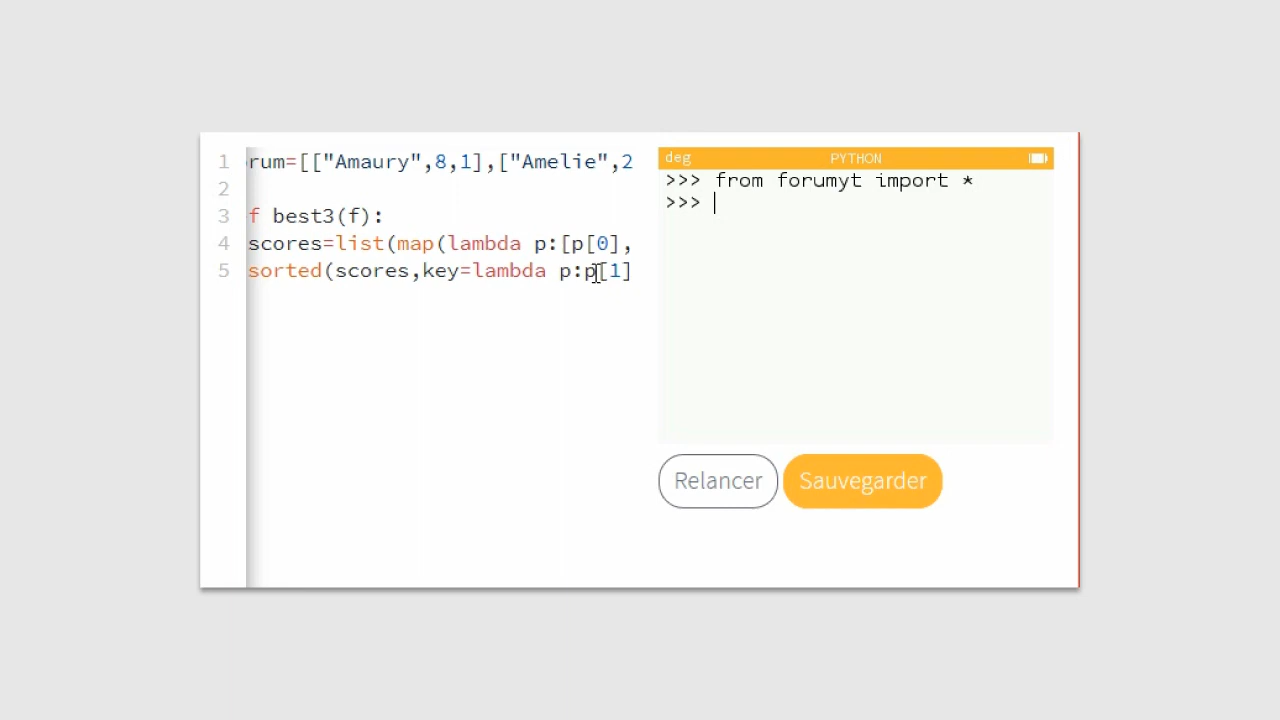 1 rum=[["Amaury",8,1],["Amelie",2
2
3 f best3(f):
4 scores=list(map(lambda p:[p[0],
5 sorted(scores,key=lambda p:p[1]
deg PYTHON
>>> from forumyt import *
>>>
Relancer Sauvegarder